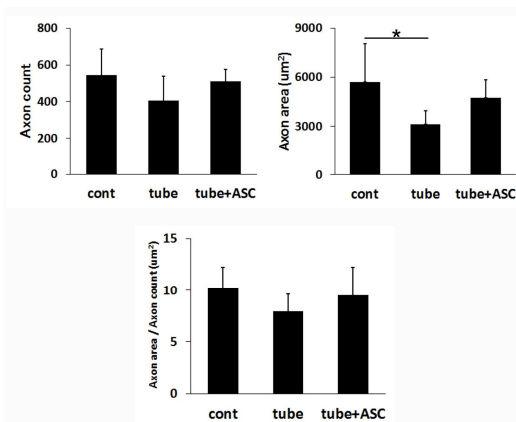 Axon count
800
600
400
200
0
cont tube tube+ASC
Axon area (um²)
9000
6000
3000
0
*
cont tube tube+ASC
Axon area / Axon count (um²)
15
10
5
0
cont tube tube+ASC